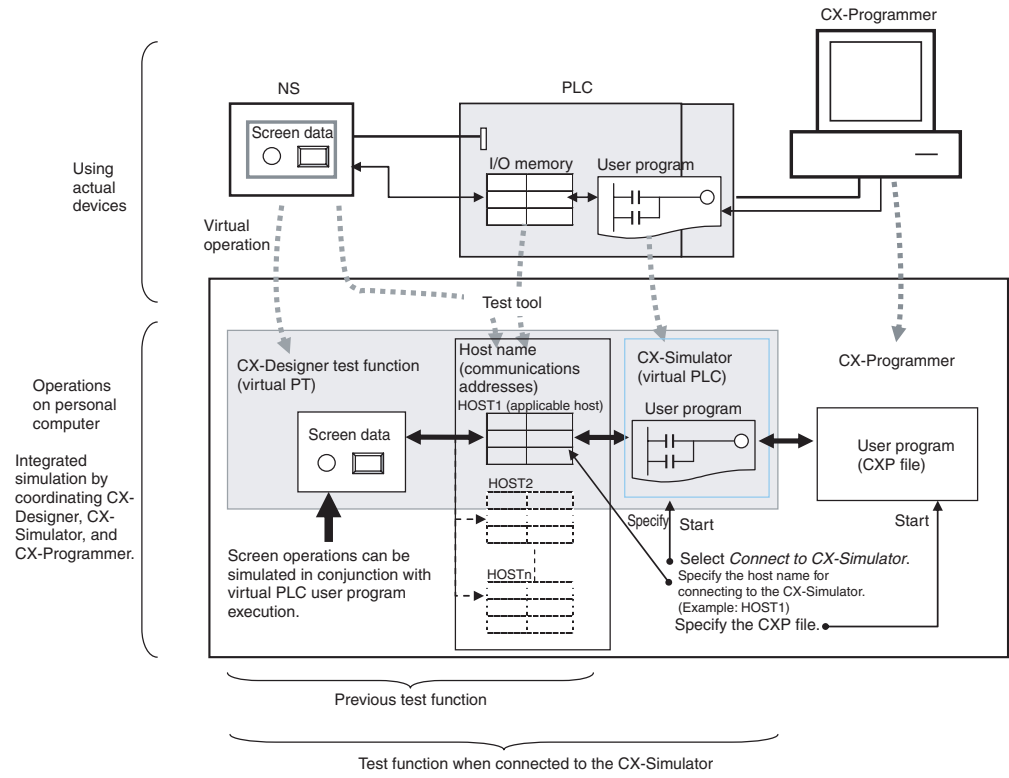 CX-Programmer
NS
PLC
Screen data
I/O memory
User program
Using
actual
devices
Virtual
operation
Test tool
CX-Designer test function
(virtual PT)
Host name
(communications
addresses)
HOST1 (applicable host)
CX-Simulator
(virtual PLC)
CX-Programmer
User program
Screen data
User program
(CXP file)
Operations
on personal
computer
Integrated
simulation by
coordinating CX-
Designer, CX-
Simulator, and
CX-Programmer.
HOST2
HOSTn
Specify
Start
Start
Screen operations can be
simulated in conjunction with
virtual PLC user program
execution.
Select Connect to CX-Simulator.
Specify the host name for
connecting to the CX-Simulator.
(Example: HOST1)
Specify the CXP file.
Previous test function
Test function when connected to the CX-Simulator